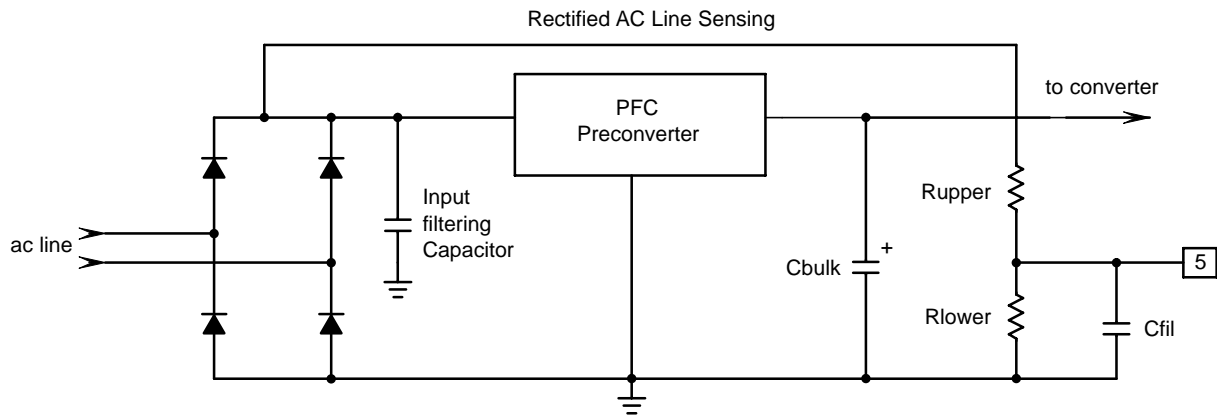 Rectified AC Line Sensing
to converter
PFC
Preconverter
Rupper
Input
filtering
Capacitor
ac line
+
Cbulk
5
Rlower
Cfil